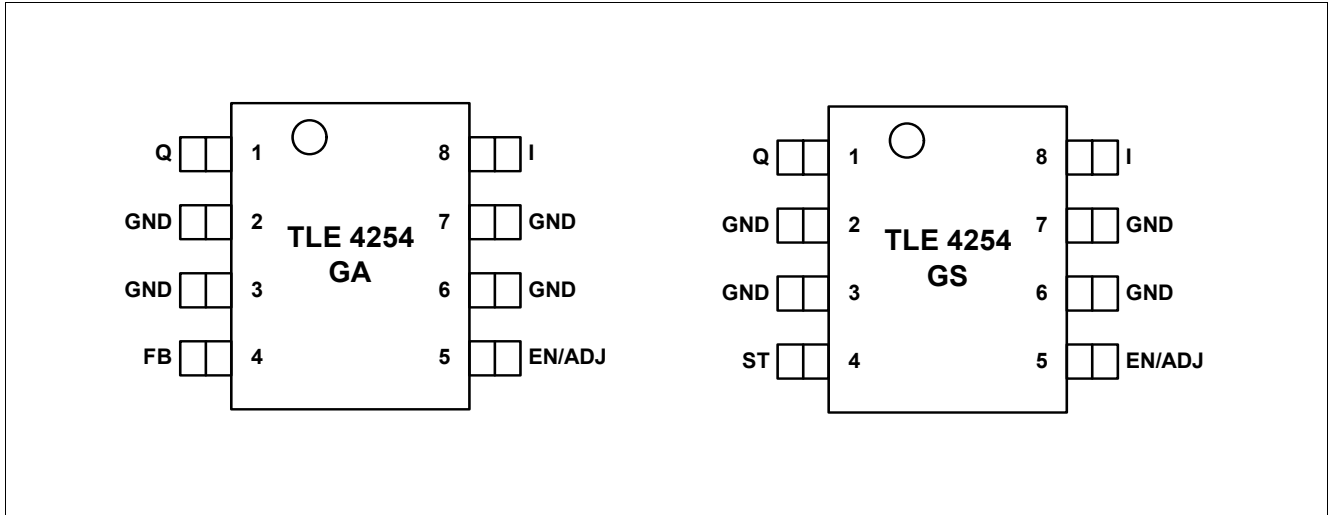 Q 1 8 I
GND 2 7 GND
TLE 4254
GA
GND 3 6 GND
FB 4 5 EN/ADJ
Q 1 8 I
GND 2 7 GND
TLE 4254
GS
GND 3 6 GND
ST 4 5 EN/ADJ